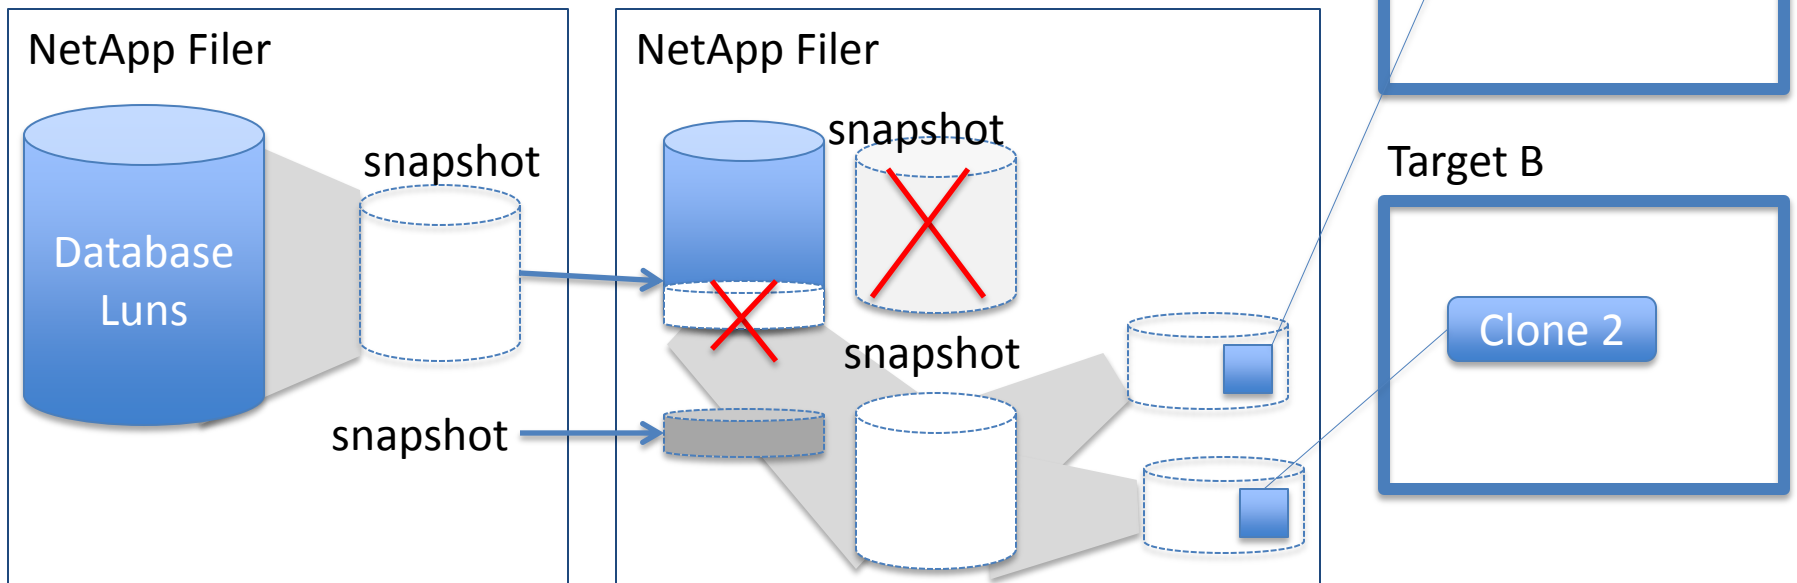 NetApp Filer
snapshot
Database
Luns
snapshot
NetApp Filer
snapshot
snapshot
Target B
Clone 2